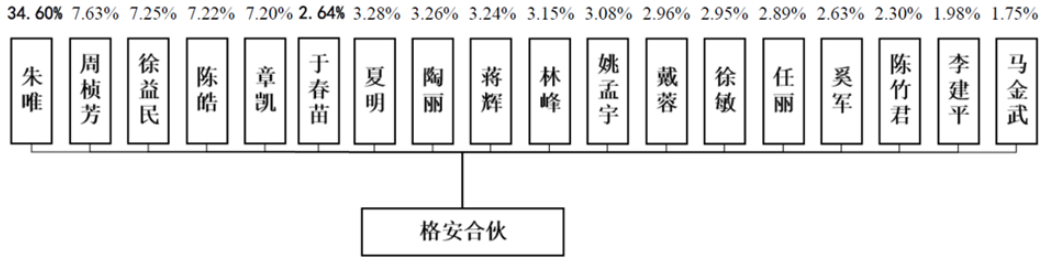 34.60% 7.63% 7.25% 7.22% 7.20% 2.64% 3.28% 3.26% 3.24% 3.15% 3.08% 2.96% 2.95% 2.89% 2.63% 2.30% 1.98% 1.75%
朱唯 周桢芳 徐益民 陈皓 章凯 于春苗 夏明 陶丽 蒋辉 林峰 姚孟宇 戴蓉 徐敏 任丽 奚军 陈竹君 李建平 马金武
格安合伙